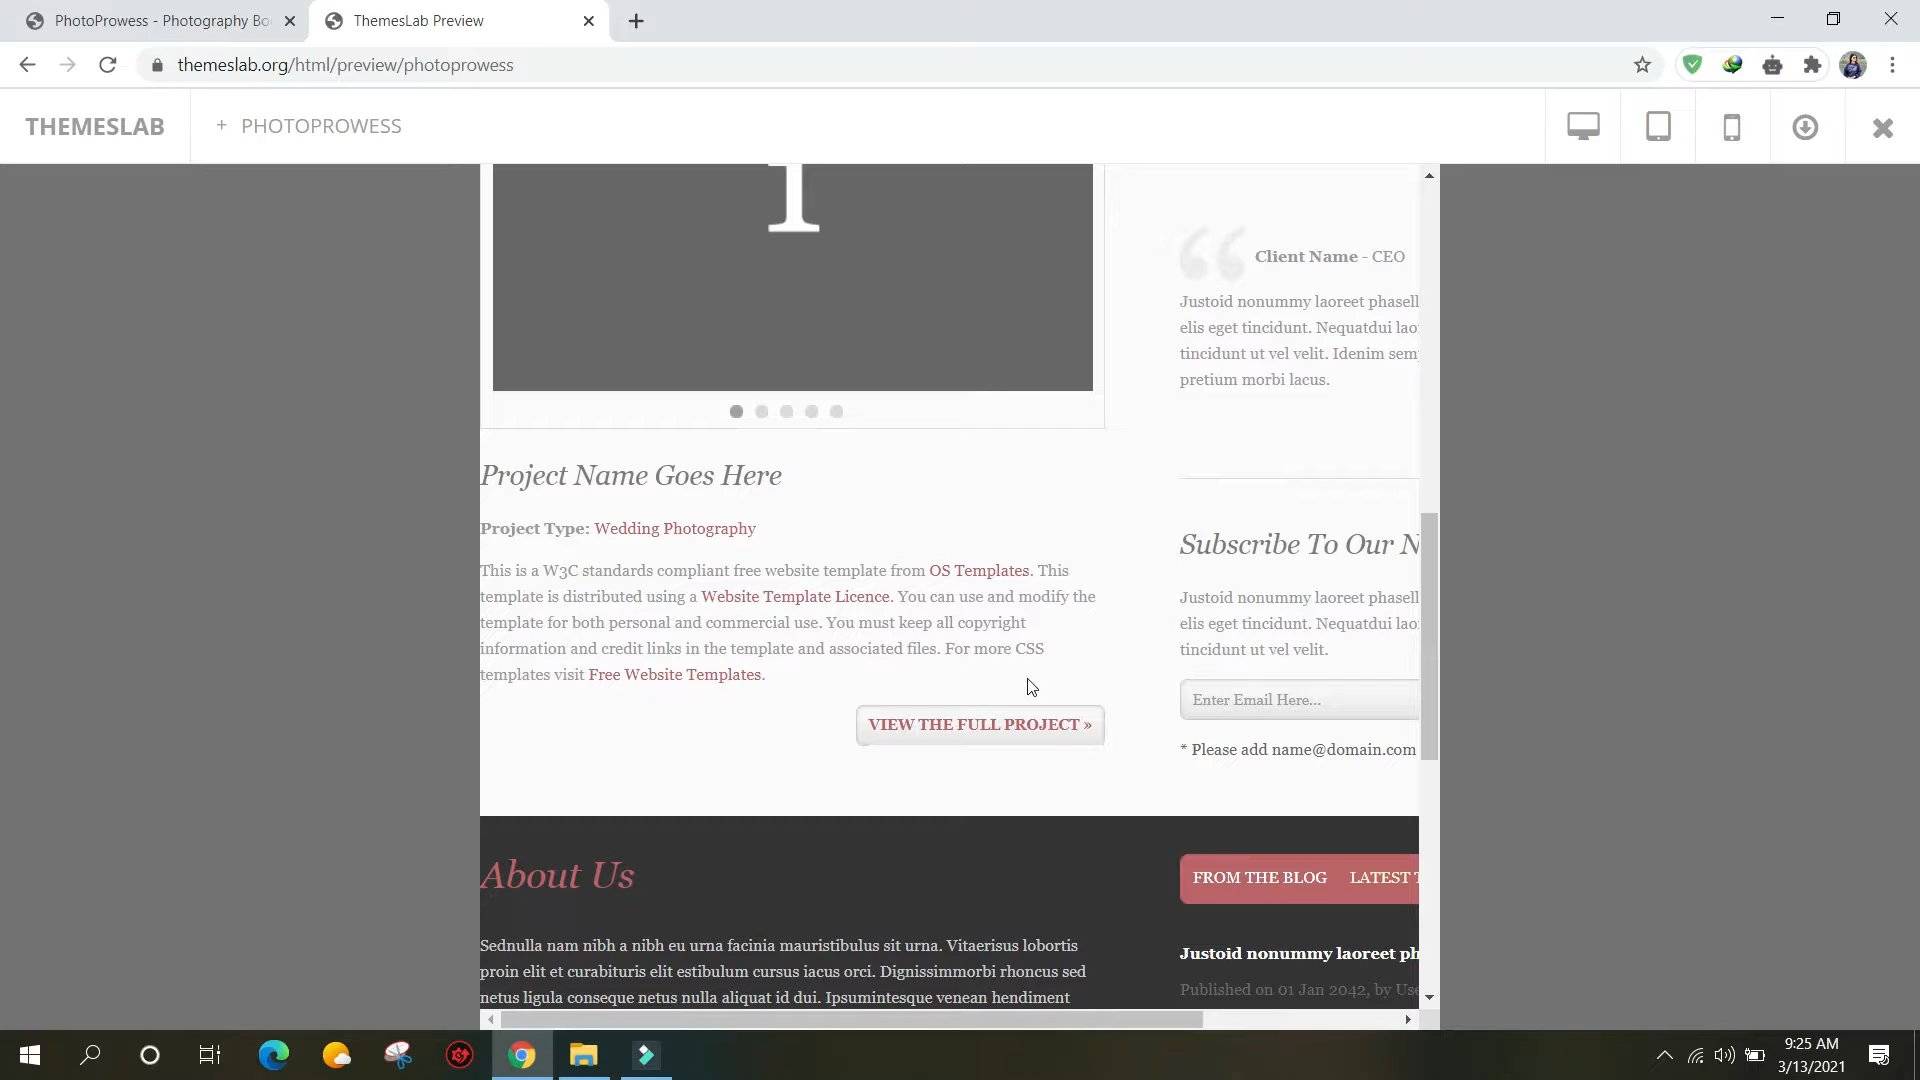 PhotoProwess - Photography Bo
ThemesLab Preview
themeslab.org/html/preview/photoprowess
THEMESLAB
+ PHOTOPROWESS
1
Project Name Goes Here
Project Type: Wedding Photography
This is a W3C standards compliant free website template from OS Templates. This
template is distributed using a Website Template Licence. You can use and modify the
template for both personal and commercial use. You must keep all copyright
information and credit links in the template and associated files. For more CSS
templates visit Free Website Templates.
VIEW THE FULL PROJECT »
“ Client Name - CEO
Justoid nonummy laoreet phasell
elis eget tincidunt. Nequatdui lao
tincidunt ut vel velit. Idenim sem
pretium morbi lacus.
Subscribe To Our N
Justoid nonummy laoreet phasell
elis eget tincidunt. Nequatdui lao
tincidunt ut vel velit.
Enter Email Here...
* Please add name@domain.com
About Us
Sednulla nam nibh a nibh eu urna facinia mauristibulus sit urna. Vitaerisus lobortis
proin elit et curabituris elit estibulum cursus iacus orci. Dignissimmorbi rhoncus sed
netus ligula conseque netus nulla aliquat id dui. Ipsumintesque venean hendiment
FROM THE BLOG LATEST T
Justoid nonummy laoreet ph
Published on 01 Jan 2042, by Use
9:25 AM
3/13/2021